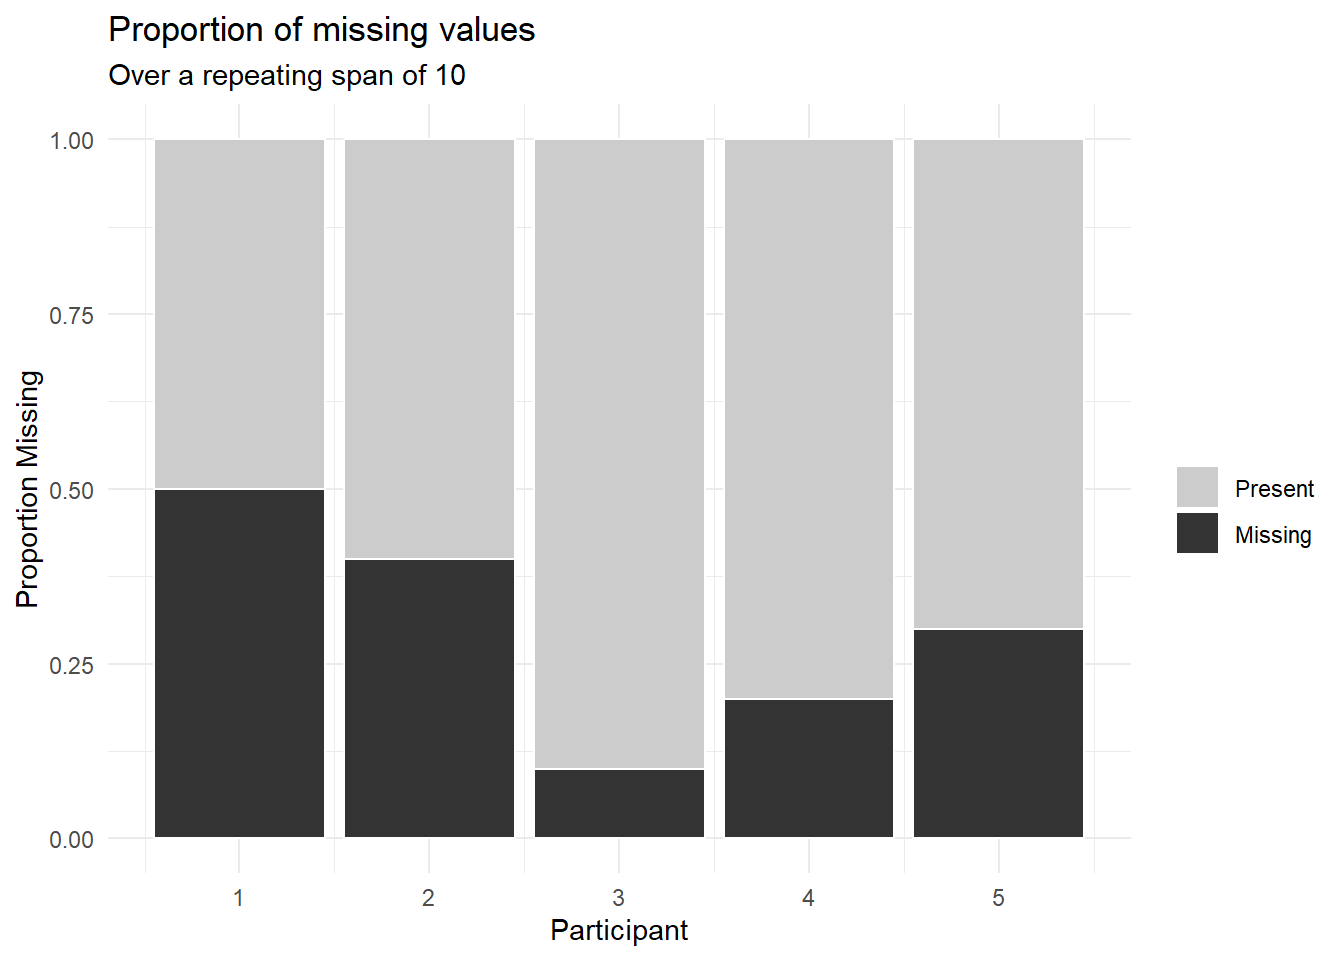 Proportion of missing values
Over a repeating span of 10
Proportion Missing
1.00
0.75
0.50
0.25
0.00
1 2 3 4 5
Participant
Present
Missing